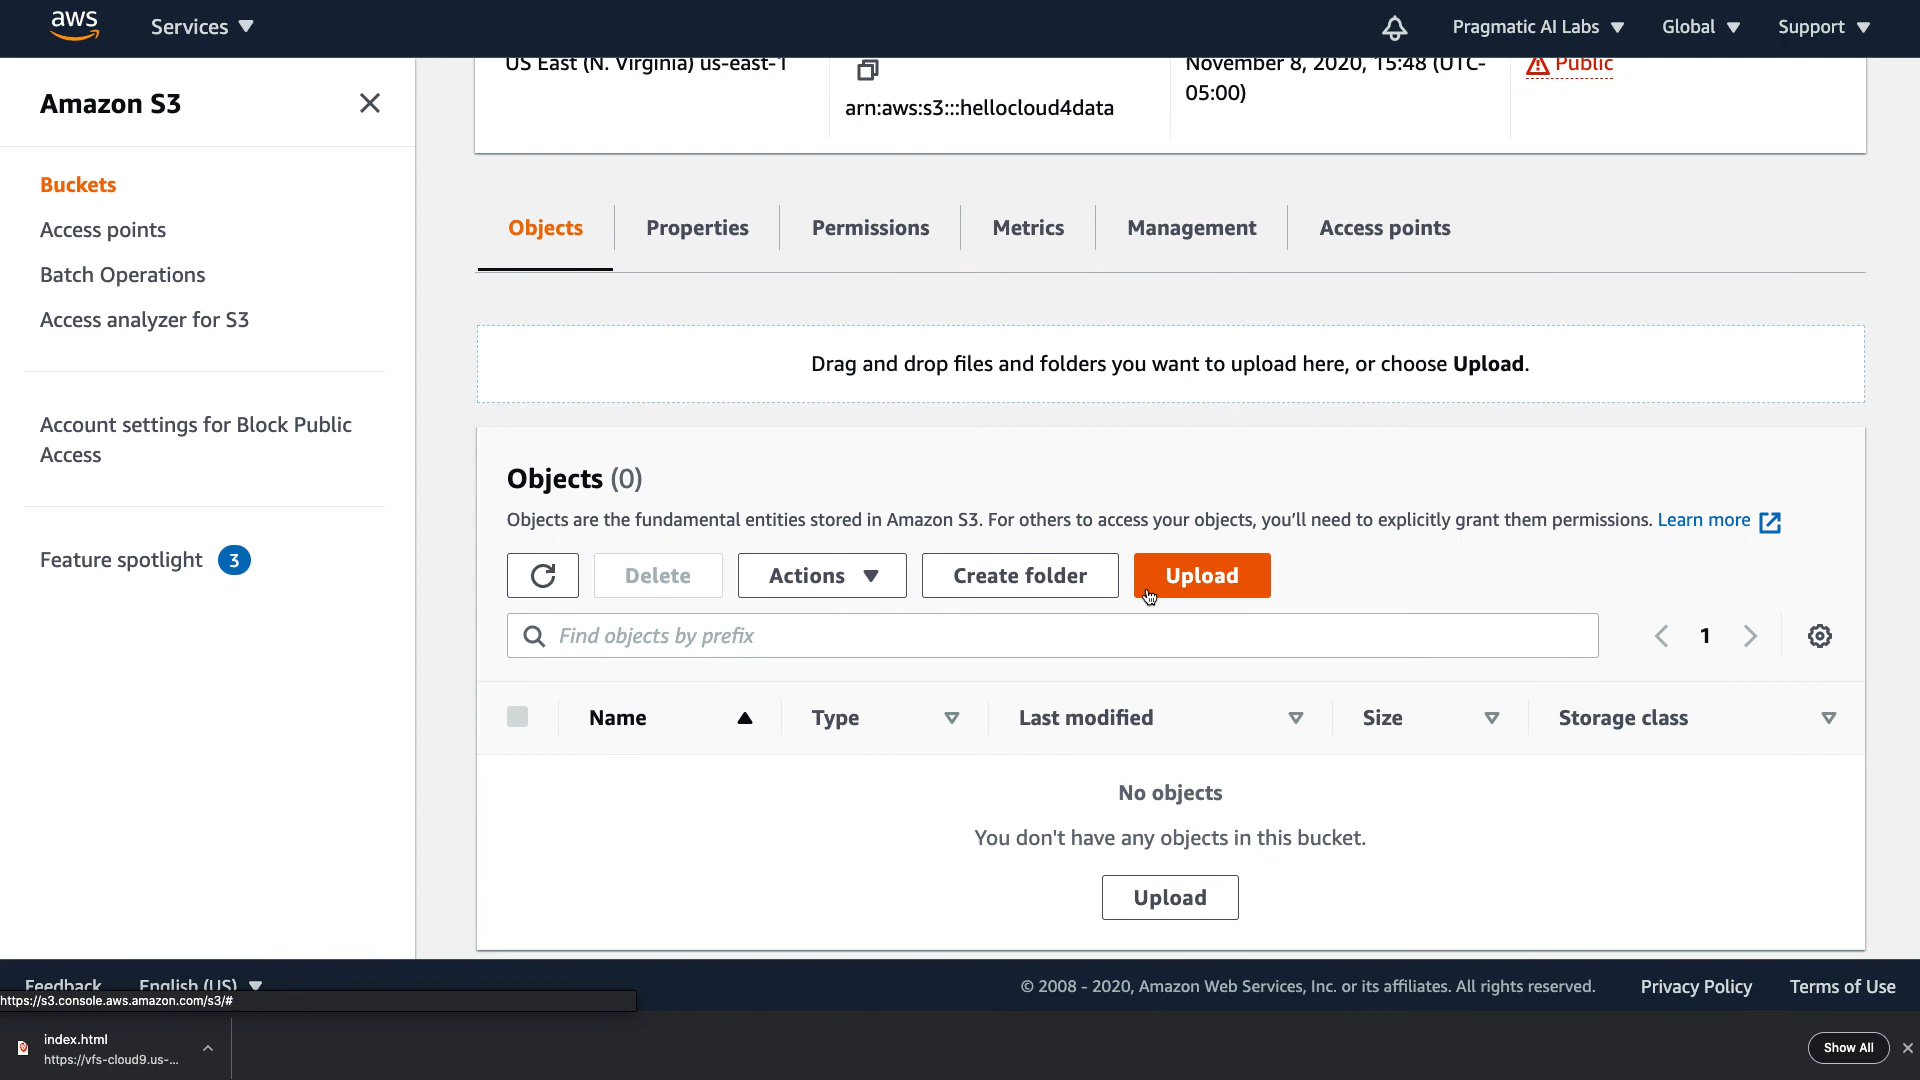 aws
Services
Pragmatic AI Labs
Global
Support
Amazon S3
Buckets
Access points
Batch Operations
Access analyzer for S3
Account settings for Block Public
Access
Feature spotlight 3
US East (N. Virginia) us-east-1
arn:aws:s3:::hellocloud4data
November 8, 2020, 15:48 (UTC-
05:00)
Public
Objects
Properties
Permissions
Metrics
Management
Access points
Drag and drop files and folders you want to upload here, or choose Upload.
Objects (0)
Objects are the fundamental entities stored in Amazon S3. For others to access your objects, you’ll need to explicitly grant them permissions. Learn more
Delete
Actions
Create folder
Upload
Find objects by prefix
1
Name
Type
Last modified
Size
Storage class
No objects
You don't have any objects in this bucket.
Upload
Feedback
English (US)
© 2008 - 2020, Amazon Web Services, Inc. or its affiliates. All rights reserved.
Privacy Policy
Terms of Use
https://s3.console.aws.amazon.com/s3/#
index.html
https://vfs-cloud9.us-...
Show All